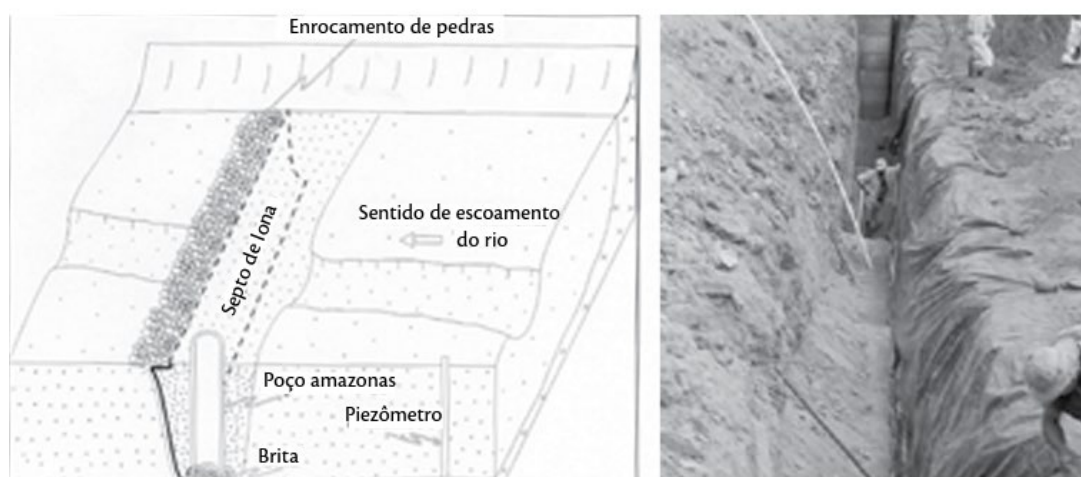 Enrocamento de pedras
Septo de lona
Sentido de escoamento
do rio
Poço amazonas
Piezômetro
Brita